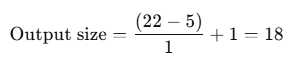 Output size = (22 − 5) / 1 + 1 = 18